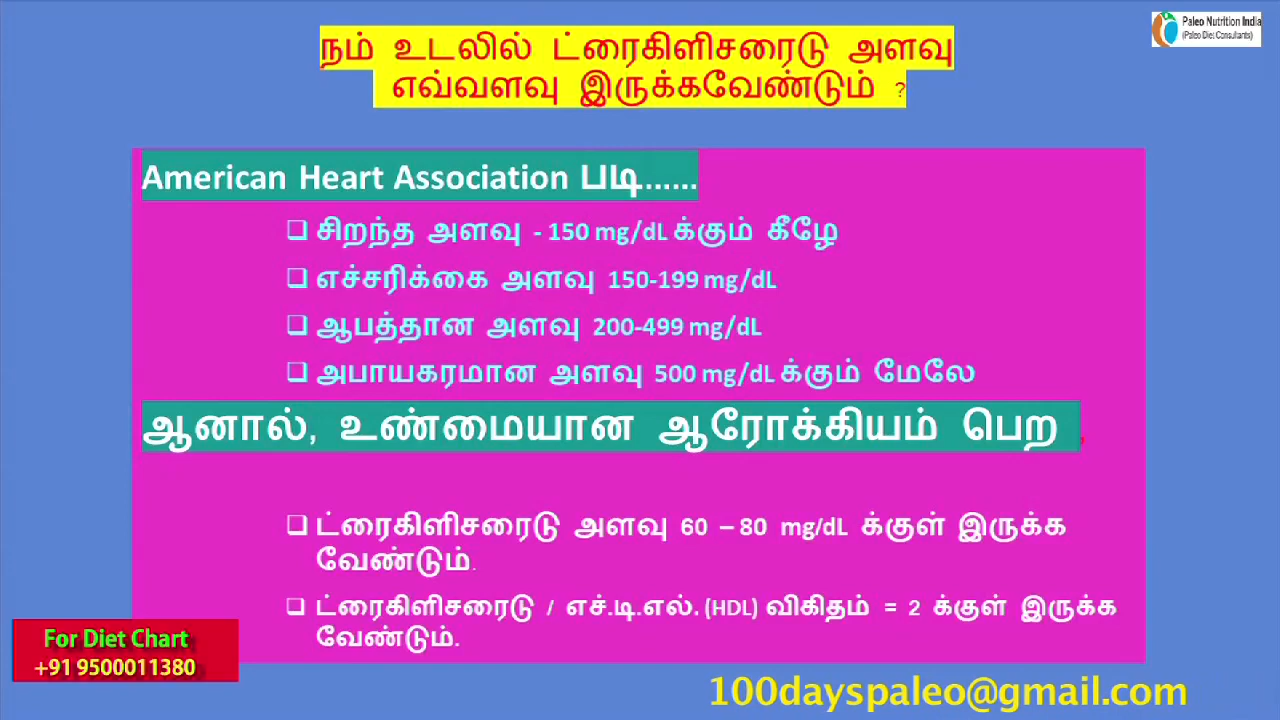 நம் உடலில் ட்ரைகிளிசரைடு அளவு
எவ்வளவு இருக்கவேண்டும் ?
Paleo Nutrition India
(Paleo Diet Consultants)
American Heart Association படி......
சிறந்த அளவு - 150 mg/dL க்கும் கீழே
எச்சரிக்கை அளவு 150-199 mg/dL
ஆபத்தான அளவு 200-499 mg/dL
அபாயகரமான அளவு 500 mg/dL க்கும் மேலே
ஆனால், உண்மையான ஆரோக்கியம் பெற ,
ட்ரைகிளிசரைடு அளவு 60 – 80 mg/dL க்குள் இருக்க
வேண்டும்.
ட்ரைகிளிசரைடு / எச்.டி.எல். (HDL) விகிதம் = 2 க்குள் இருக்க
வேண்டும்.
For Diet Chart
+91 9500011380
100dayspaleo@gmail.com